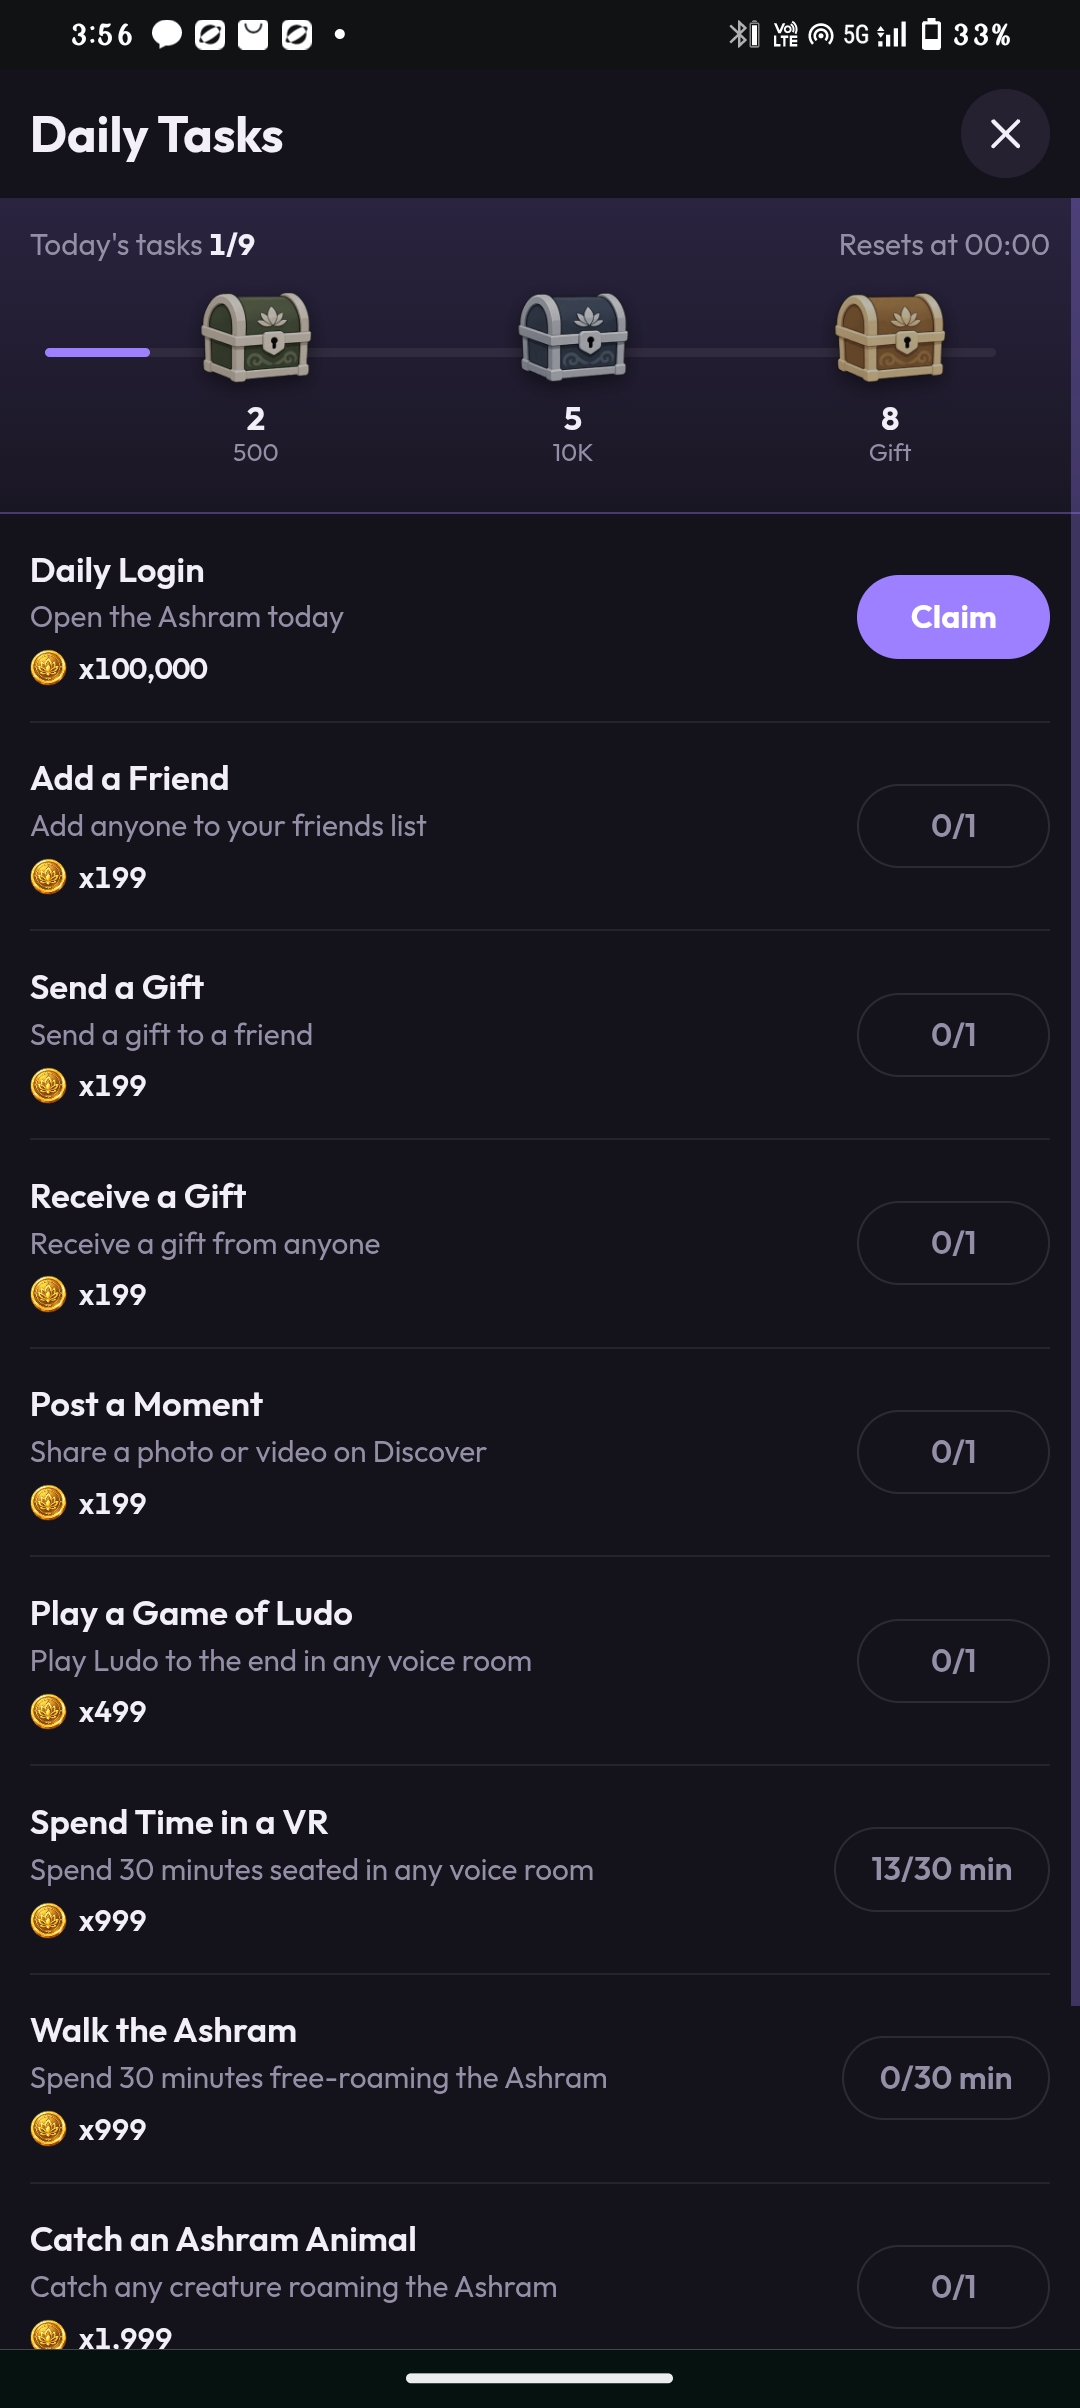 3:56
Vo)) LTE 5G 33%
Daily Tasks
Today's tasks 1/9
Resets at 00:00
2
500
5
10K
8
Gift
Daily Login
Open the Ashram today
x100,000
Claim
Add a Friend
Add anyone to your friends list
x199
0/1
Send a Gift
Send a gift to a friend
x199
0/1
Receive a Gift
Receive a gift from anyone
x199
0/1
Post a Moment
Share a photo or video on Discover
x199
0/1
Play a Game of Ludo
Play Ludo to the end in any voice room
x499
0/1
Spend Time in a VR
Spend 30 minutes seated in any voice room
x999
13/30 min
Walk the Ashram
Spend 30 minutes free-roaming the Ashram
x999
0/30 min
Catch an Ashram Animal
Catch any creature roaming the Ashram
x1,999
0/1